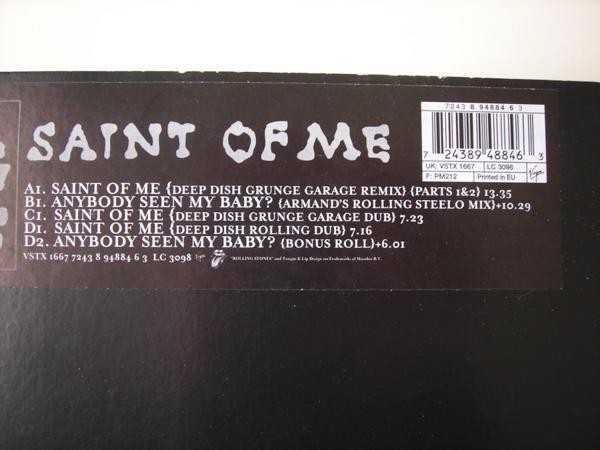 SAINT OF ME
7243 8 94884 6 3
7 24389 48846 3
UK: VSTX 1667 LC 3098
F: PM212 Printed in EU
Virgin
A1. SAINT OF ME {DEEP DISH GRUNGE GARAGE REMIX} {PARTS 1&2} 13.35
B1. ANYBODY SEEN MY BABY? {ARMAND'S ROLLING STEELO MIX}+10.29
C1. SAINT OF ME {DEEP DISH GRUNGE GARAGE DUB} 7.23
D1. SAINT OF ME {DEEP DISH ROLLING DUB} 7.16
D2. ANYBODY SEEN MY BABY? {BONUS ROLL}+6.01
VSTX 1667 7243 8 94884 6 3 LC 3098 Virgin "ROLLING STONES" and Tongue & Lip Design are Trademarks of Musidor B.V.